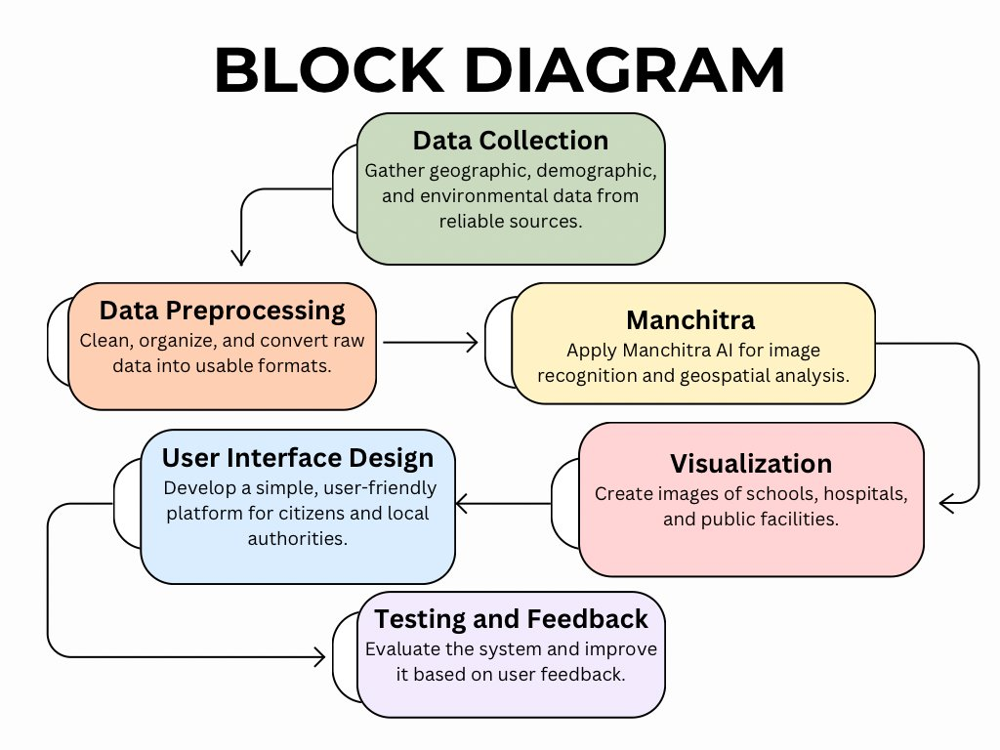 BLOCK DIAGRAM
Data Collection
Gather geographic, demographic,
and environmental data from
reliable sources.
Data Preprocessing
Clean, organize, and convert raw
data into usable formats.
Manchitra
Apply Manchitra AI for image
recognition and geospatial analysis.
User Interface Design
Develop a simple, user-friendly
platform for citizens and local
authorities.
Visualization
Create images of schools, hospitals,
and public facilities.
Testing and Feedback
Evaluate the system and improve
it based on user feedback.